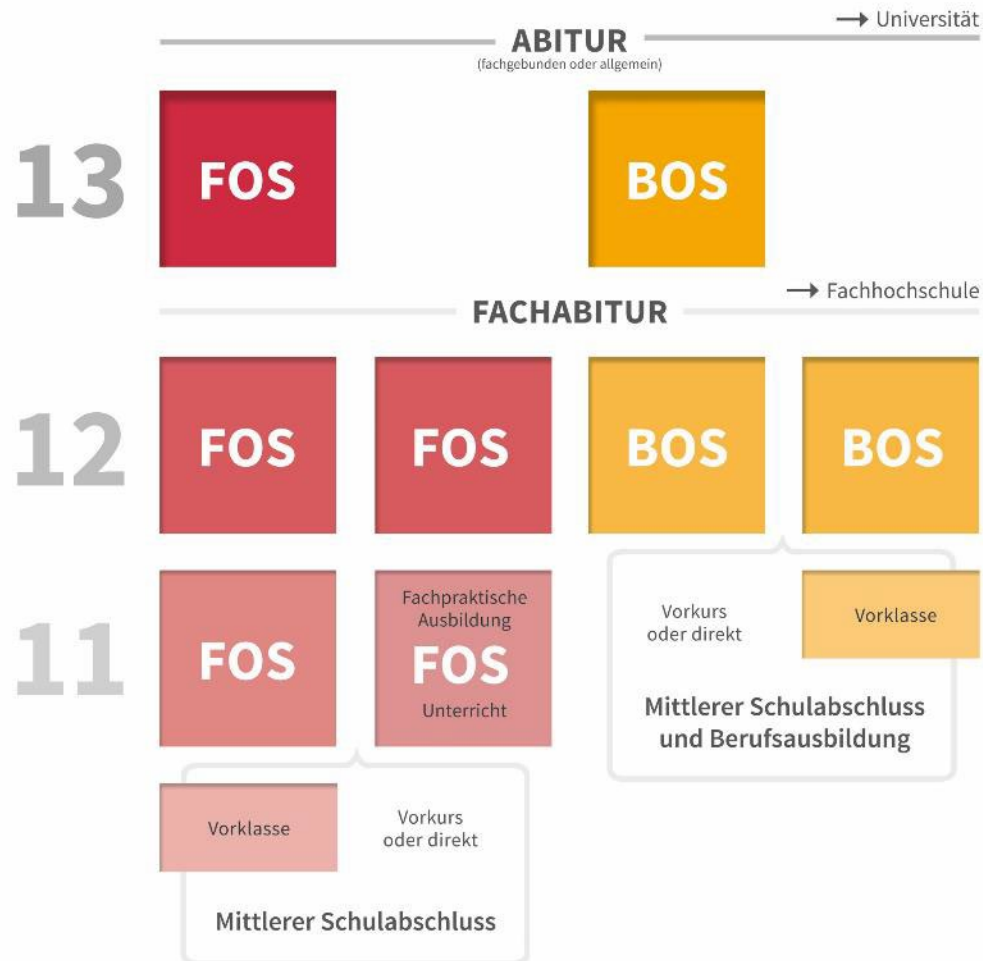 → Universität
ABITUR
(fachgebunden oder allgemein)
13
FOS
BOS
→ Fachhochschule
FACHABITUR
12
FOS
FOS
BOS
BOS
11
FOS
Fachpraktische
Ausbildung
FOS
Unterricht
Vorkurs
oder direkt
Vorklasse
Mittlerer Schulabschluss
und Berufsausbildung
Vorklasse
Vorkurs
oder direkt
Mittlerer Schulabschluss